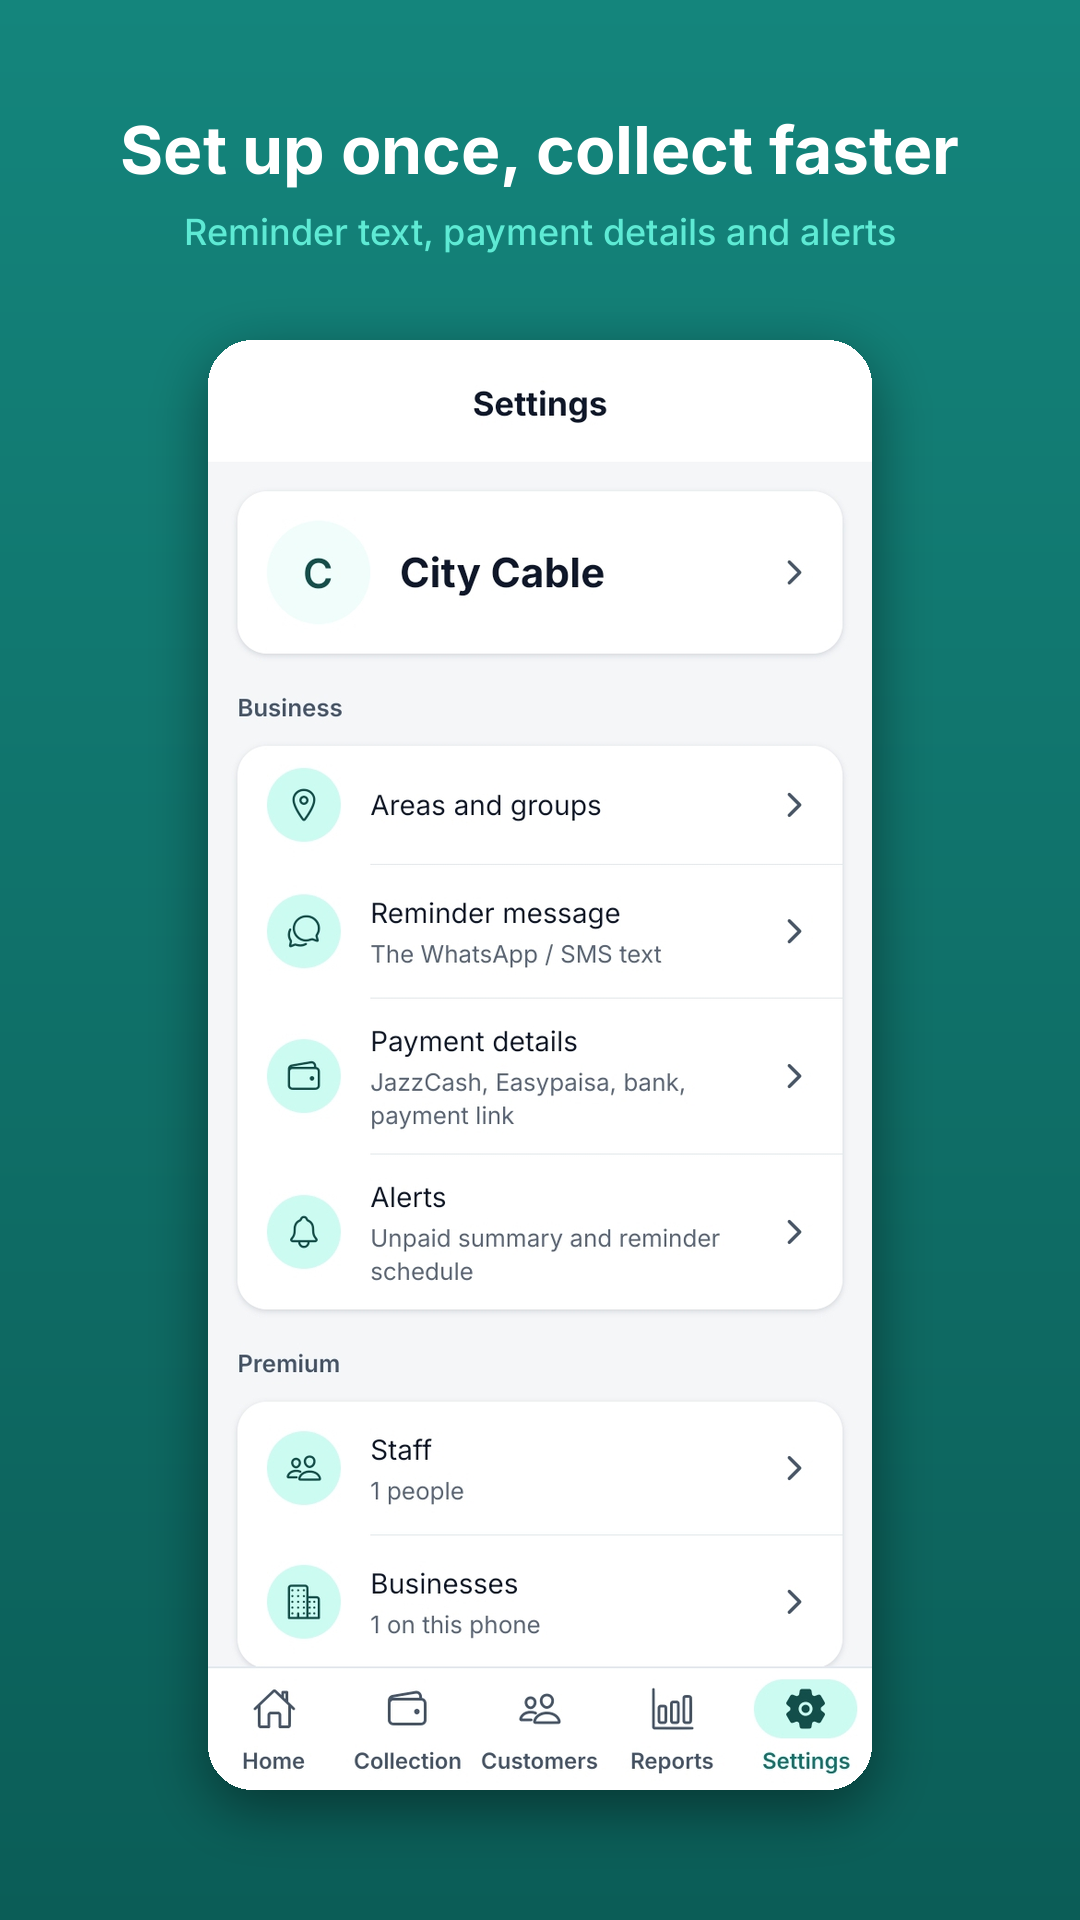 Set up once, collect faster
Reminder text, payment details and alerts
Settings
C
City Cable
Business
Areas and groups
Reminder message
The WhatsApp / SMS text
Payment details
JazzCash, Easypaisa, bank,
payment link
Alerts
Unpaid summary and reminder
schedule
Premium
Staff
1 people
Businesses
1 on this phone
Home
Collection
Customers
Reports
Settings